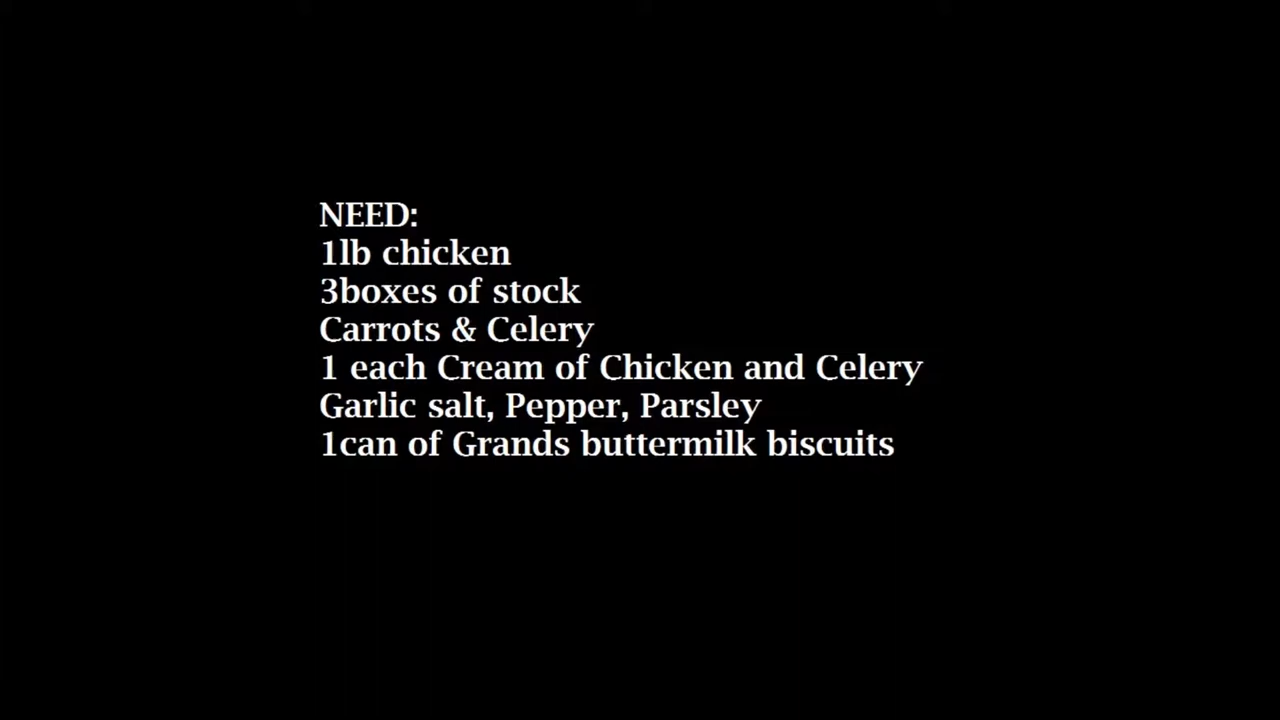 NEED:
1lb chicken
3boxes of stock
Carrots & Celery
1 each Cream of Chicken and Celery
Garlic salt, Pepper, Parsley
1can of Grands buttermilk biscuits